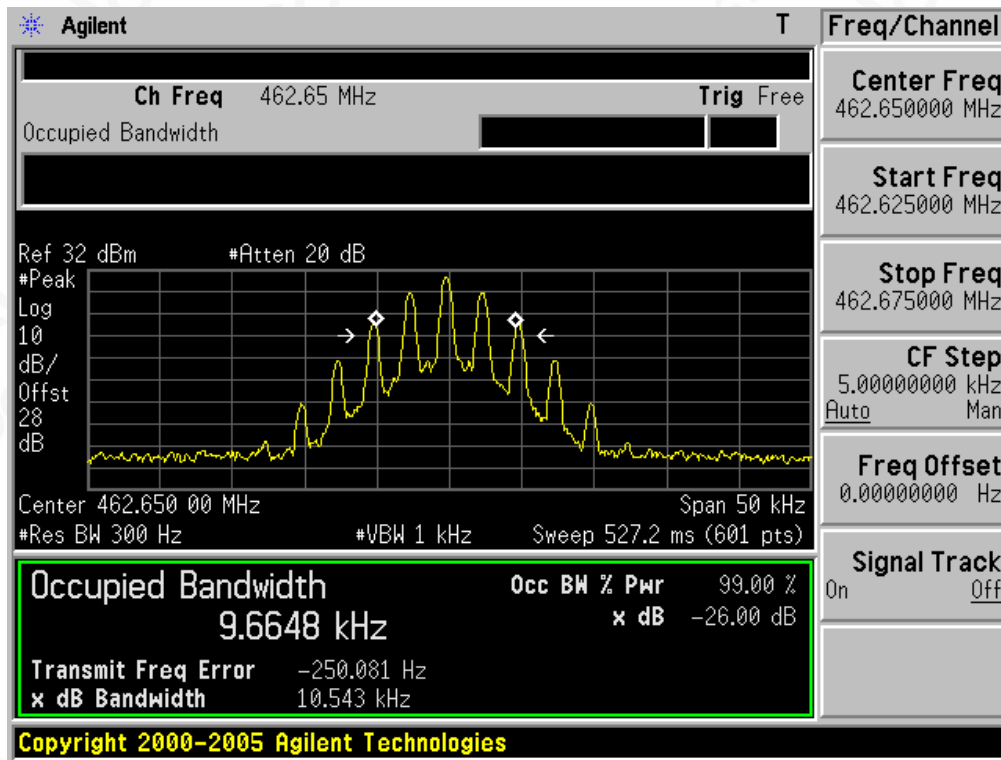 Agilent T
Ch Freq 462.65 MHz Trig Free
Occupied Bandwidth
Ref 32 dBm #Atten 20 dB
#Peak
Log
10
dB/
Offst
28
dB
Center 462.650 00 MHz Span 50 kHz
#Res BW 300 Hz #VBW 1 kHz Sweep 527.2 ms (601 pts)
Occupied Bandwidth Occ BW % Pwr 99.00 %
9.6648 kHz x dB -26.00 dB
Transmit Freq Error -250.081 Hz
x dB Bandwidth 10.543 kHz
Copyright 2000-2005 Agilent Technologies
Freq/Channel
Center Freq
462.650000 MHz
Start Freq
462.625000 MHz
Stop Freq
462.675000 MHz
CF Step
5.00000000 kHz
Auto Man
Freq Offset
0.00000000 Hz
Signal Track
On Off